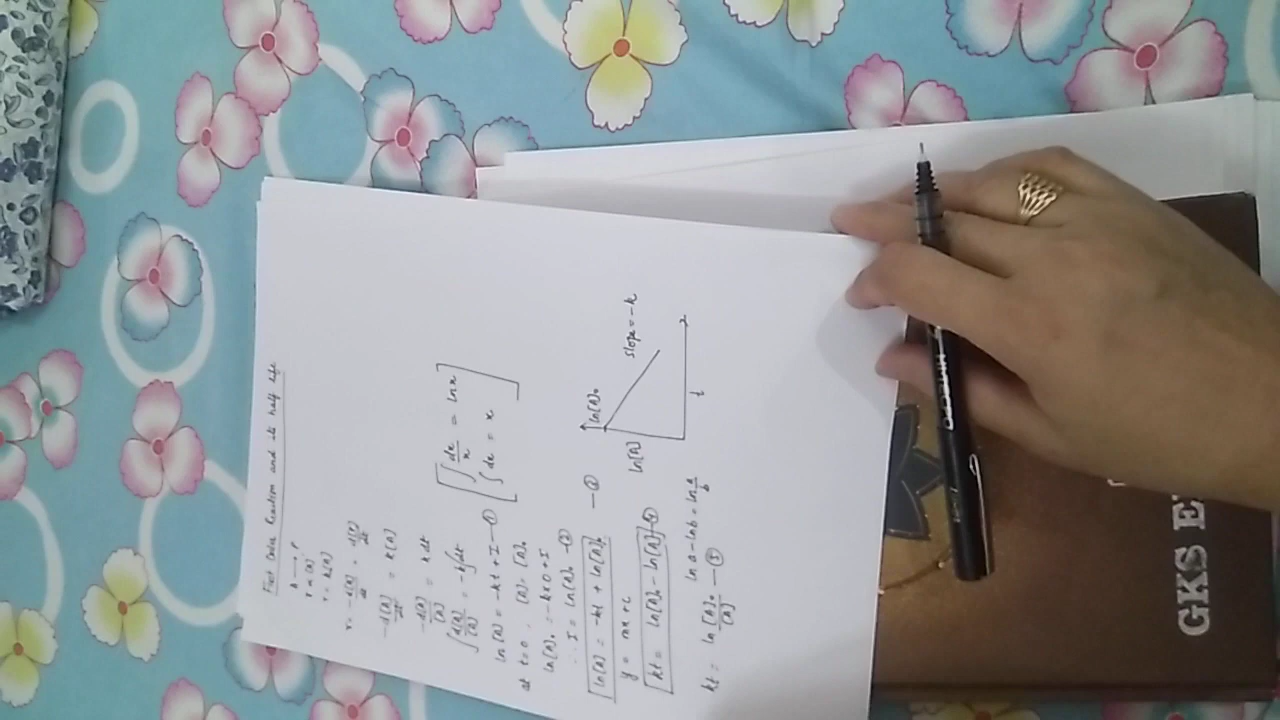 First Order Reaction and its half life
A ⟶ P
r ∝ [A]
r = k[A]
r = -d[A]/dt = d[P]/dt
-d[A]/dt = k[A]
-d[A]/[A] = k dt
∫ d[A]/[A] = -k∫dt
[∫ dx/x = ln x
∫ dx = x]
ln[A] = -kt + I —①
at t=0, [A] = [A]₀
ln[A]₀ = -k×0 + I
∴ I = ln[A]₀ —②
ln[A] = -kt + ln[A]₀ —③
y = mx + c
ln[A]₀
slope = -k
ln[A]
t
kt = ln[A]₀ - ln[A] —④
ln a - ln b = ln a/b
kt = ln [A]₀/[A] —⑤
GKS E